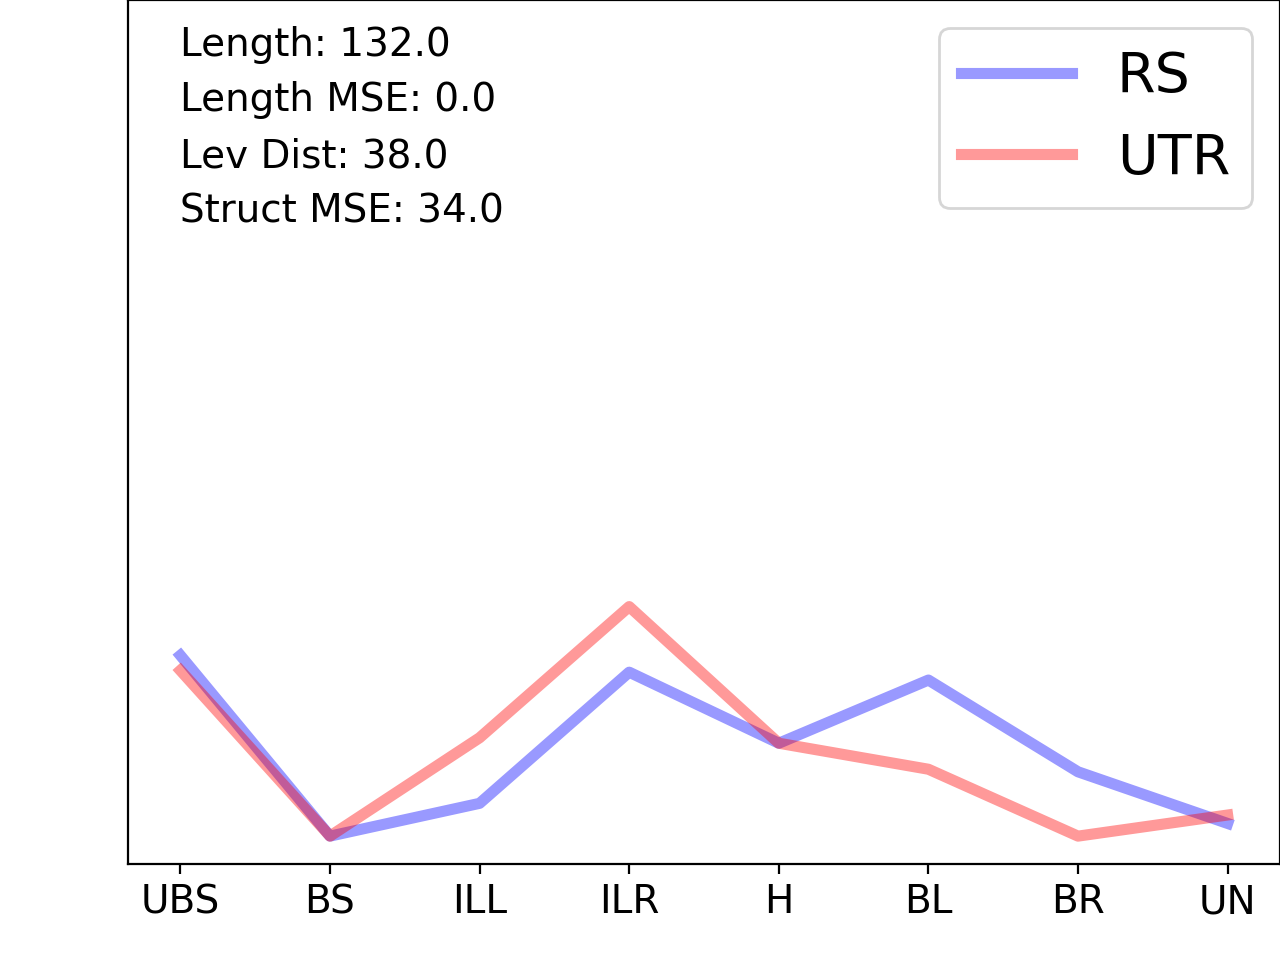 Length: 132.0
Length MSE: 0.0
Lev Dist: 38.0
Struct MSE: 34.0
RS
UTR
UBS BS ILL ILR H BL BR UN